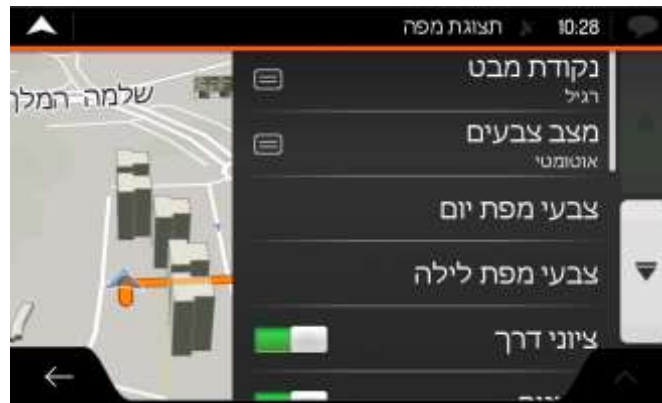 תצוגת מפה
10:28
שלמה המלך
נקודת מבט
רגיל
מצב צבעים
אוטומטי
צבעי מפת יום
צבעי מפת לילה
ציוני דרך